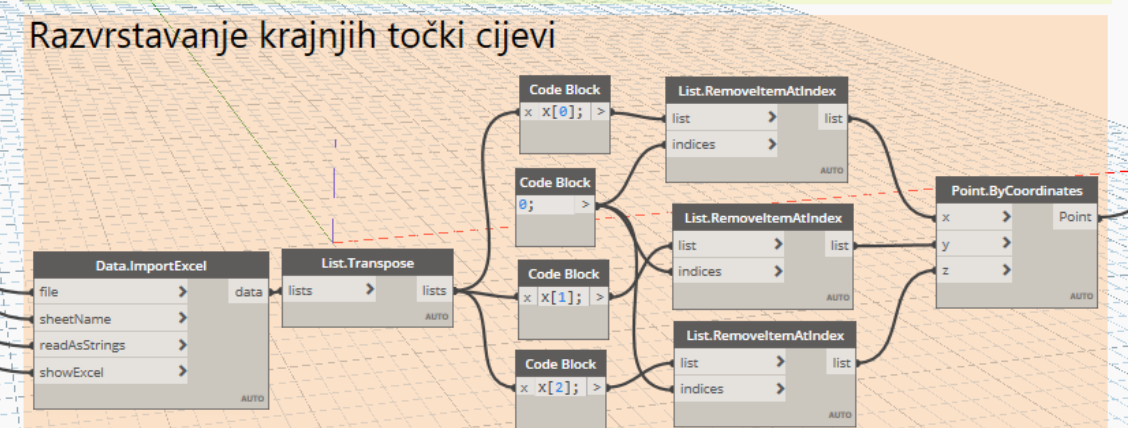 Razvrstavanje krajnjih točki cijevi
Data.ImportExcel
file > data
sheetName >
readAsStrings >
showExcel >
AUTO
List.Transpose
lists > lists
AUTO
Code Block
x x[0]; >
Code Block
0; >
Code Block
x x[1]; >
Code Block
x x[2]; >
List.RemoveItemAtIndex
list > list
indices >
AUTO
List.RemoveItemAtIndex
list > list
indices >
AUTO
List.RemoveItemAtIndex
list > list
indices >
AUTO
Point.ByCoordinates
x > Point
y >
z >
AUTO